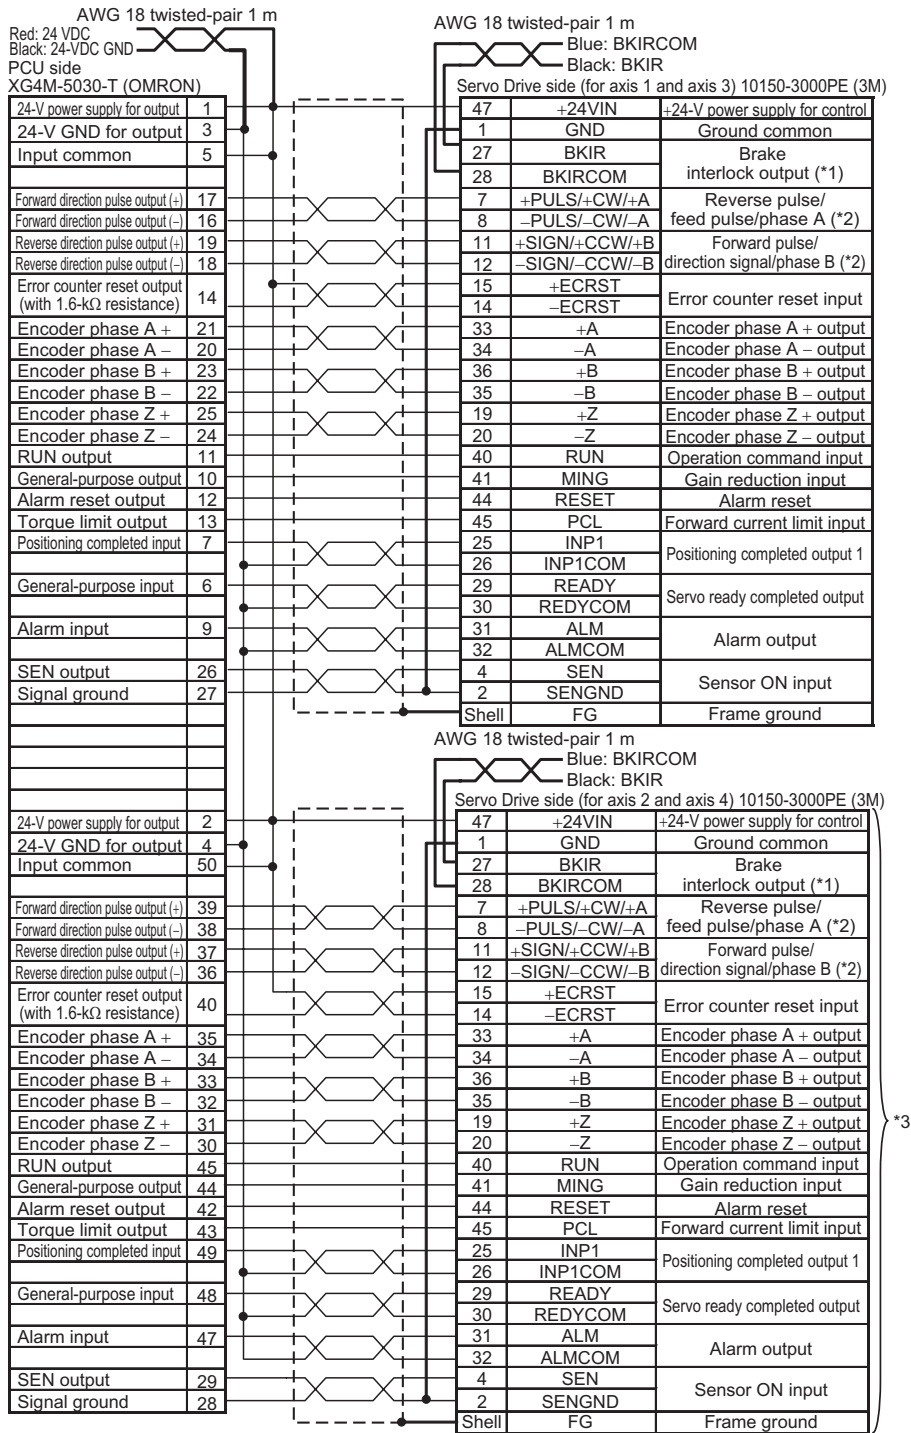 AWG 18 twisted-pair 1 m
Red: 24 VDC
Black: 24-VDC GND
PCU side
XG4M-5030-T (OMRON)
AWG 18 twisted-pair 1 m
Blue: BKIRCOM
Black: BKIR
Servo Drive side (for axis 1 and axis 3) 10150-3000PE (3M)
24-V power supply for output 1 47 +24VIN +24-V power supply for control
24-V GND for output 3 1 GND Ground common
Input common 5 27 BKIR Brake
28 BKIRCOM interlock output (*1)
Forward direction pulse output (+) 17 7 +PULS/+CW/+A Reverse pulse/
Forward direction pulse output (−) 16 8 −PULS/−CW/−A feed pulse/phase A (*2)
Reverse direction pulse output (+) 19 11 +SIGN/+CCW/+B Forward pulse/
Reverse direction pulse output (−) 18 12 −SIGN/−CCW/−B direction signal/phase B (*2)
Error counter reset output
(with 1.6-kΩ resistance) 14 15 +ECRST Error counter reset input
14 −ECRST
Encoder phase A + 21 33 +A Encoder phase A + output
Encoder phase A − 20 34 −A Encoder phase A − output
Encoder phase B + 23 36 +B Encoder phase B + output
Encoder phase B − 22 35 −B Encoder phase B − output
Encoder phase Z + 25 19 +Z Encoder phase Z + output
Encoder phase Z − 24 20 −Z Encoder phase Z − output
RUN output 11 40 RUN Operation command input
General-purpose output 10 41 MING Gain reduction input
Alarm reset output 12 44 RESET Alarm reset
Torque limit output 13 45 PCL Forward current limit input
Positioning completed input 7 25 INP1 Positioning completed output 1
26 INP1COM
General-purpose input 6 29 READY Servo ready completed output
30 REDYCOM
Alarm input 9 31 ALM Alarm output
32 ALMCOM
SEN output 26 4 SEN Sensor ON input
Signal ground 27 2 SENGND
Shell FG Frame ground
AWG 18 twisted-pair 1 m
Blue: BKIRCOM
Black: BKIR
Servo Drive side (for axis 2 and axis 4) 10150-3000PE (3M)
24-V power supply for output 2 47 +24VIN +24-V power supply for control
24-V GND for output 4 1 GND Ground common
Input common 50 27 BKIR Brake
28 BKIRCOM interlock output (*1)
Forward direction pulse output (+) 39 7 +PULS/+CW/+A Reverse pulse/
Forward direction pulse output (−) 38 8 −PULS/−CW/−A feed pulse/phase A (*2)
Reverse direction pulse output (+) 37 11 +SIGN/+CCW/+B Forward pulse/
Reverse direction pulse output (−) 36 12 −SIGN/−CCW/−B direction signal/phase B (*2)
Error counter reset output
(with 1.6-kΩ resistance) 40 15 +ECRST Error counter reset input
14 −ECRST
Encoder phase A + 35 33 +A Encoder phase A + output
Encoder phase A − 34 34 −A Encoder phase A − output
Encoder phase B + 33 36 +B Encoder phase B + output
Encoder phase B − 32 35 −B Encoder phase B − output
Encoder phase Z + 31 19 +Z Encoder phase Z + output
Encoder phase Z − 30 20 −Z Encoder phase Z − output
*3
RUN output 45 40 RUN Operation command input
General-purpose output 44 41 MING Gain reduction input
Alarm reset output 42 44 RESET Alarm reset
Torque limit output 43 45 PCL Forward current limit input
Positioning completed input 49 25 INP1 Positioning completed output 1
26 INP1COM
General-purpose input 48 29 READY Servo ready completed output
30 REDYCOM
Alarm input 47 31 ALM Alarm output
32 ALMCOM
SEN output 29 4 SEN Sensor ON input
Signal ground 28 2 SENGND
Shell FG Frame ground